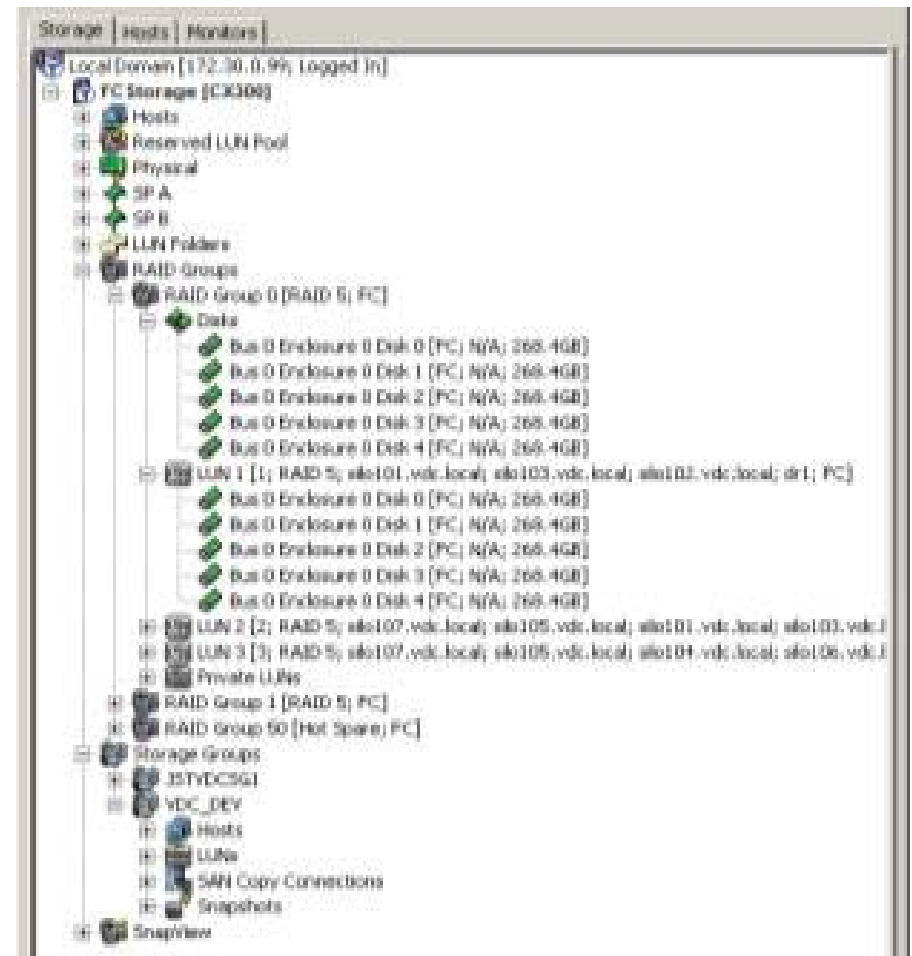 Storage Hosts Monitors
Local Domain [172.30.0.99; Logged In]
FC Storage [CX300]
Hosts
Reserved LUN Pool
Physical
SP A
SP B
LUN Folders
RAID Groups
RAID Group 0 [RAID 5; FC]
Disks
Bus 0 Enclosure 0 Disk 0 [FC; N/A; 268.4GB]
Bus 0 Enclosure 0 Disk 1 [FC; N/A; 268.4GB]
Bus 0 Enclosure 0 Disk 2 [FC; N/A; 268.4GB]
Bus 0 Enclosure 0 Disk 3 [FC; N/A; 268.4GB]
Bus 0 Enclosure 0 Disk 4 [FC; N/A; 268.4GB]
LUN 1 [1; RAID 5; silo101.vdc.local; silo103.vdc.local; silo102.vdc.local; dr1; FC]
Bus 0 Enclosure 0 Disk 0 [FC; N/A; 268.4GB]
Bus 0 Enclosure 0 Disk 1 [FC; N/A; 268.4GB]
Bus 0 Enclosure 0 Disk 2 [FC; N/A; 268.4GB]
Bus 0 Enclosure 0 Disk 3 [FC; N/A; 268.4GB]
Bus 0 Enclosure 0 Disk 4 [FC; N/A; 268.4GB]
LUN 2 [2; RAID 5; silo107.vdc.local; silo105.vdc.local; silo101.vdc.local; silo103.vdc.l
LUN 3 [3; RAID 5; silo107.vdc.local; silo105.vdc.local; silo104.vdc.local; silo106.vdc.l
Private LUNs
RAID Group 1 [RAID 5; FC]
RAID Group 50 [Hot Spare; FC]
Storage Groups
VDC_DEV
Hosts
LUNs
SAN Copy Connections
Snapshots
SnapView